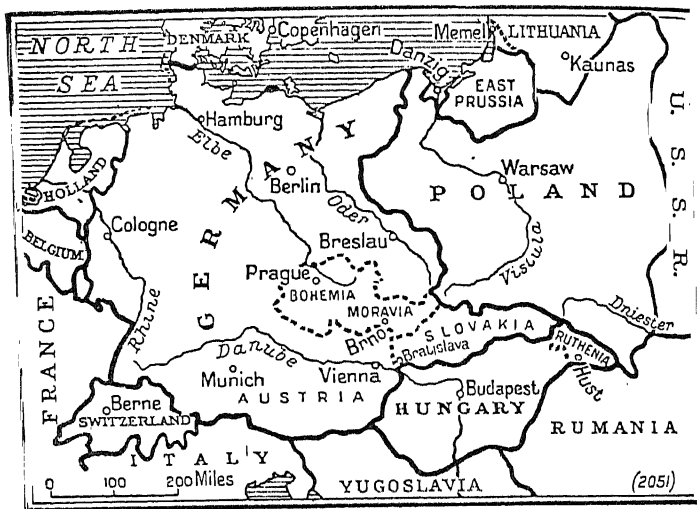 NORTH
SEA
DENMARK
Copenhagen
Memel
LITHUANIA
Kaunas
Danzig
EAST
PRUSSIA
U. S. S. R.
Hamburg
Elbe
Berlin
GERMANY
Oder
Warsaw
POLAND
Vistula
HOLLAND
BELGIUM
Cologne
Rhine
Breslau
Prague
BOHEMIA
MORAVIA
Brno
SLOVAKIA
Bratislava
Dniester
RUTHENIA
Hust
FRANCE
Danube
Munich
Vienna
AUSTRIA
Budapest
HUNGARY
RUMANIA
Berne
SWITZERLAND
ITALY
YUGOSLAVIA
0 100 200 Miles
(2051)